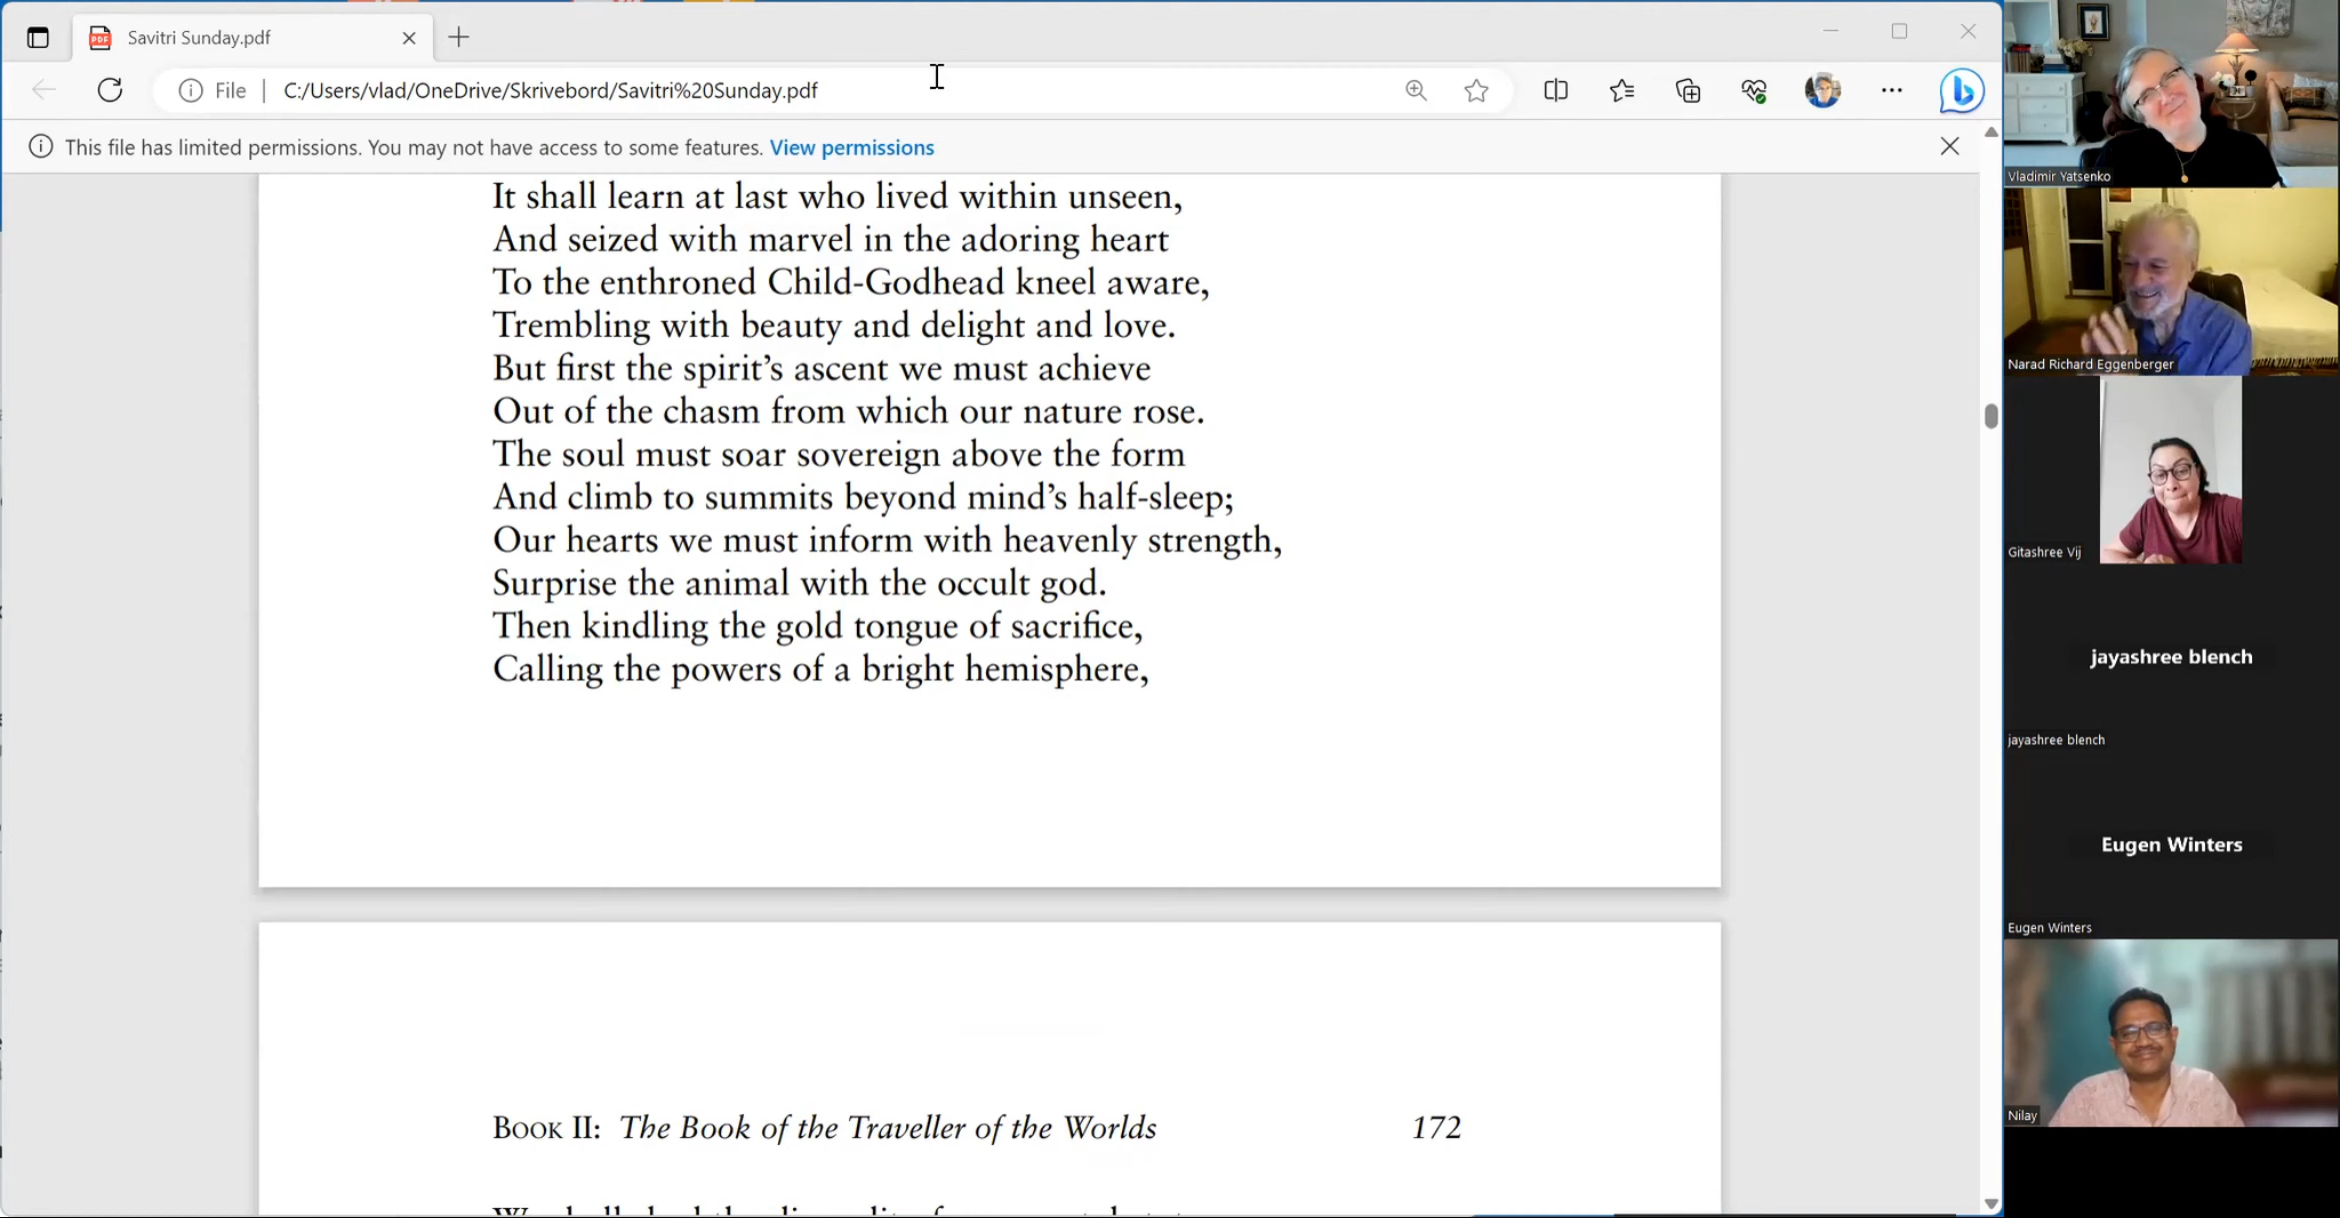 Savitri Sunday.pdf
File
C:/Users/vlad/OneDrive/Skrivebord/Savitri%20Sunday.pdf
This file has limited permissions. You may not have access to some features. View permissions
It shall learn at last who lived within unseen,
And seized with marvel in the adoring heart
To the enthroned Child-Godhead kneel aware,
Trembling with beauty and delight and love.
But first the spirit’s ascent we must achieve
Out of the chasm from which our nature rose.
The soul must soar sovereign above the form
And climb to summits beyond mind’s half-sleep;
Our hearts we must inform with heavenly strength,
Surprise the animal with the occult god.
Then kindling the gold tongue of sacrifice,
Calling the powers of a bright hemisphere,
BOOK II: The Book of the Traveller of the Worlds 172
Vladimir Yatsenko
Narad Richard Eggenberger
Gitashree Vij
jayashree blench
jayashree blench
Eugen Winters
Eugen Winters
Nilay